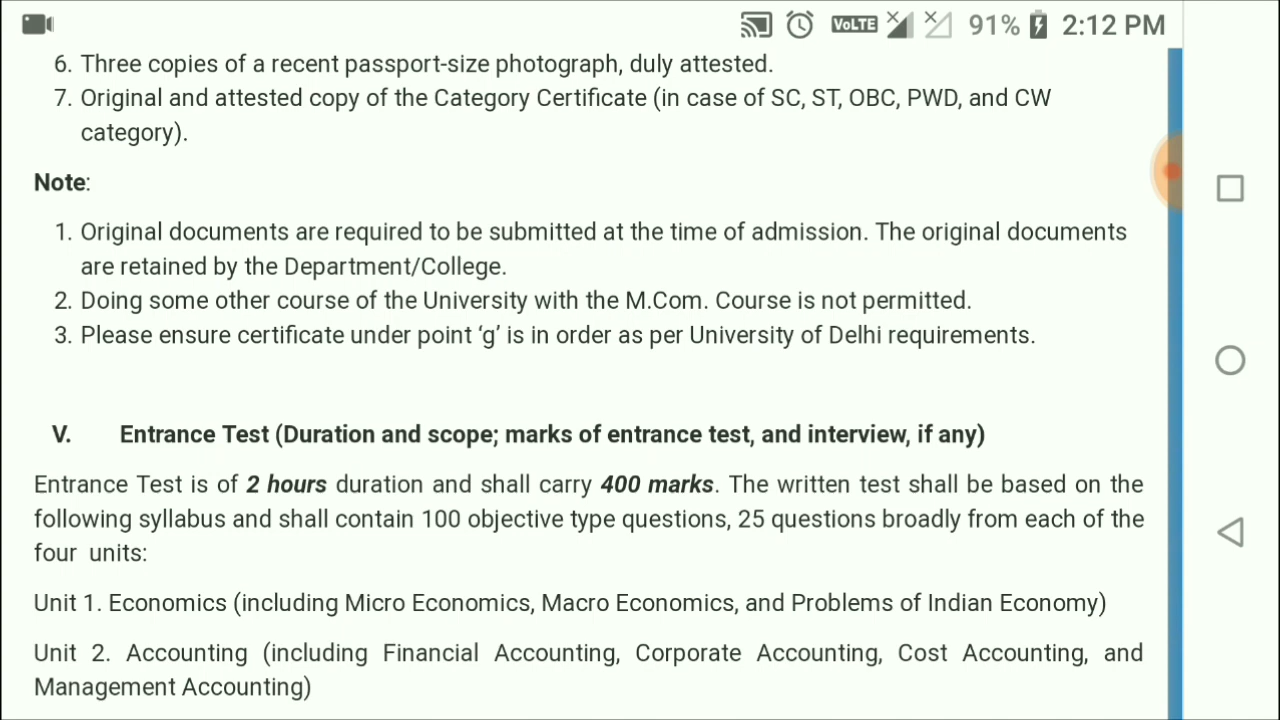 VoLTE 91% 2:12 PM
6. Three copies of a recent passport-size photograph, duly attested.
7. Original and attested copy of the Category Certificate (in case of SC, ST, OBC, PWD, and CW
category).
Note:
1. Original documents are required to be submitted at the time of admission. The original documents
are retained by the Department/College.
2. Doing some other course of the University with the M.Com. Course is not permitted.
3. Please ensure certificate under point ‘g’ is in order as per University of Delhi requirements.
V. Entrance Test (Duration and scope; marks of entrance test, and interview, if any)
Entrance Test is of 2 hours duration and shall carry 400 marks. The written test shall be based on the
following syllabus and shall contain 100 objective type questions, 25 questions broadly from each of the
four units:
Unit 1. Economics (including Micro Economics, Macro Economics, and Problems of Indian Economy)
Unit 2. Accounting (including Financial Accounting, Corporate Accounting, Cost Accounting, and
Management Accounting)